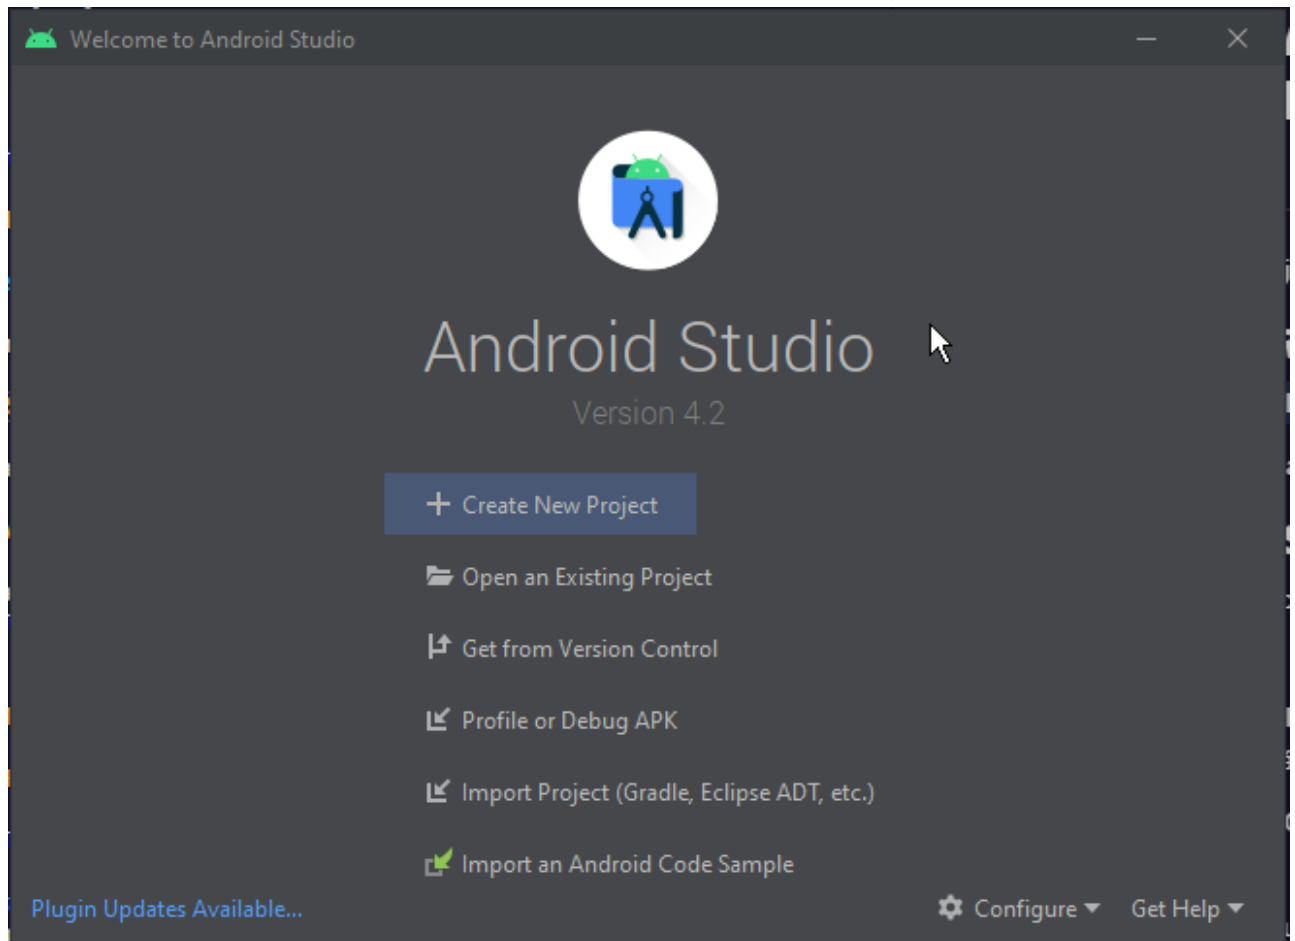 Welcome to Android Studio
Android Studio
Version 4.2
Create New Project
Open an Existing Project
Get from Version Control
Profile or Debug APK
Import Project (Gradle, Eclipse ADT, etc.)
Import an Android Code Sample
Plugin Updates Available...
Configure
Get Help